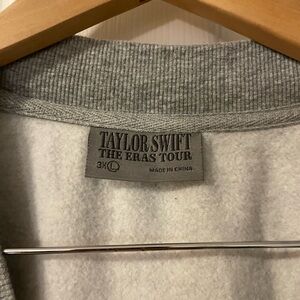 TAYLOR SWIFT
THE ERAS TOUR
3X L MADE IN CHINA